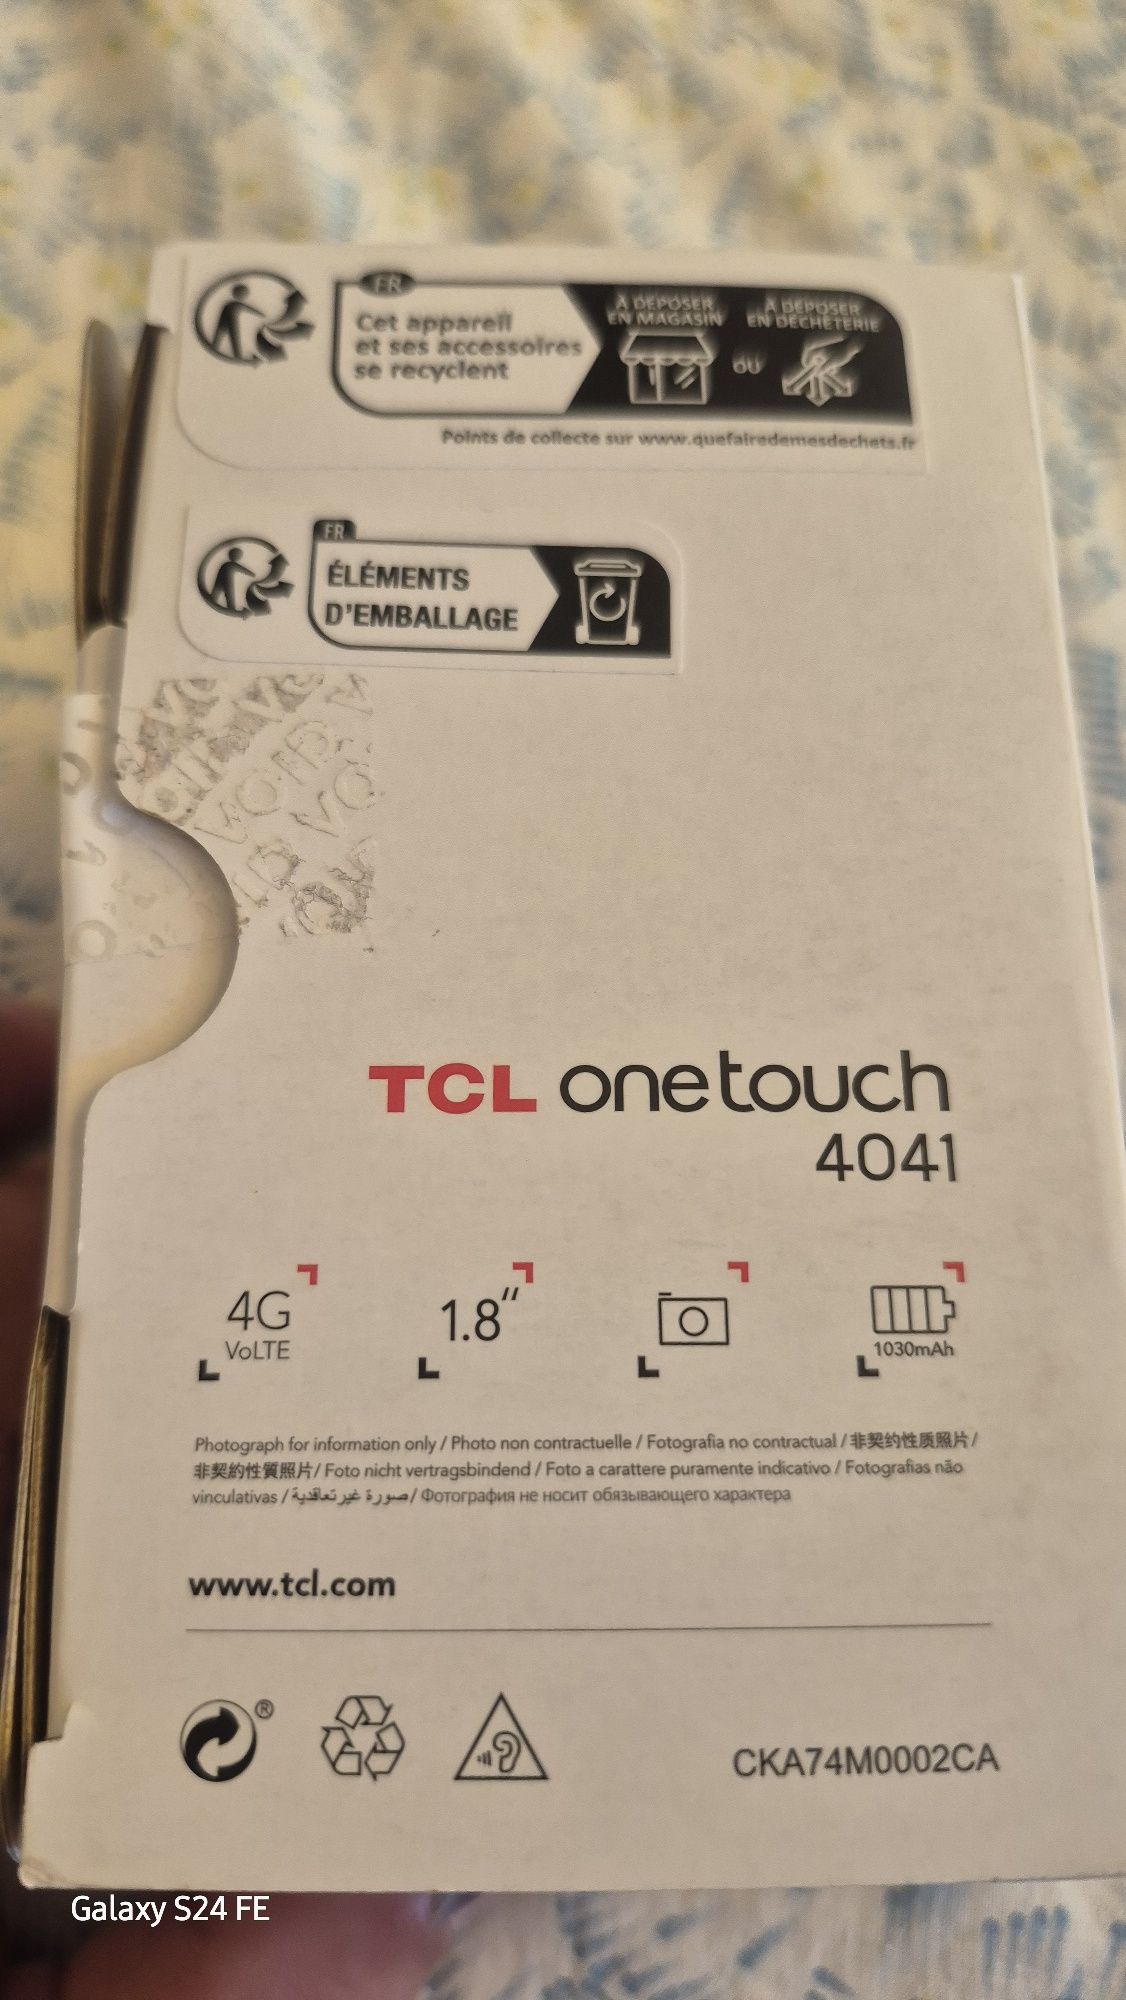 FR
Cet appareil
et ses accessoires
se recyclent
À DÉPOSER
EN MAGASIN
OU
À DÉPOSER
EN DÉCHÈTERIE
Points de collecte sur www.quefairedemesdechets.fr
FR
ÉLÉMENTS
D'EMBALLAGE
TCL onetouch
4041
4G
VoLTE
1.8"
1030mAh
Photograph for information only / Photo non contractuelle / Fotografia no contractual / 非契约性质照片 /
非契約性質照片 / Foto nicht vertragsbindend / Foto a carattere puramente indicativo / Fotografias não
vinculativas / صورة غير تعاقدية / Фотография не носит обязывающего характера
www.tcl.com
®
CKA74M0002CA
Galaxy S24 FE